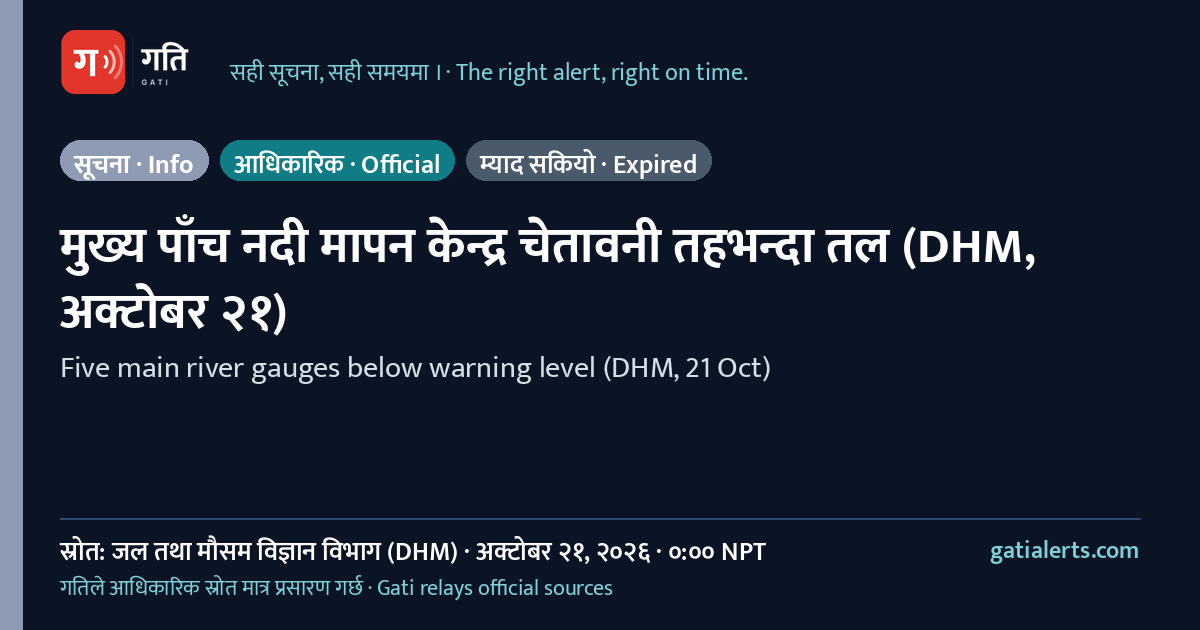 ग गति
GATI
सही सूचना, सही समयमा । · The right alert, right on time.
सूचना · Info
आधिकारिक · Official
म्याद सकियो · Expired
मुख्य पाँच नदी मापन केन्द्र चेतावनी तहभन्दा तल (DHM,
अक्टोबर २१)
Five main river gauges below warning level (DHM, 21 Oct)
स्रोत: जल तथा मौसम विज्ञान विभाग (DHM) · अक्टोबर २१, २०२६ · ०:०० NPT
gatialerts.com
गतिले आधिकारिक स्रोत मात्र प्रसारण गर्छ · Gati relays official sources